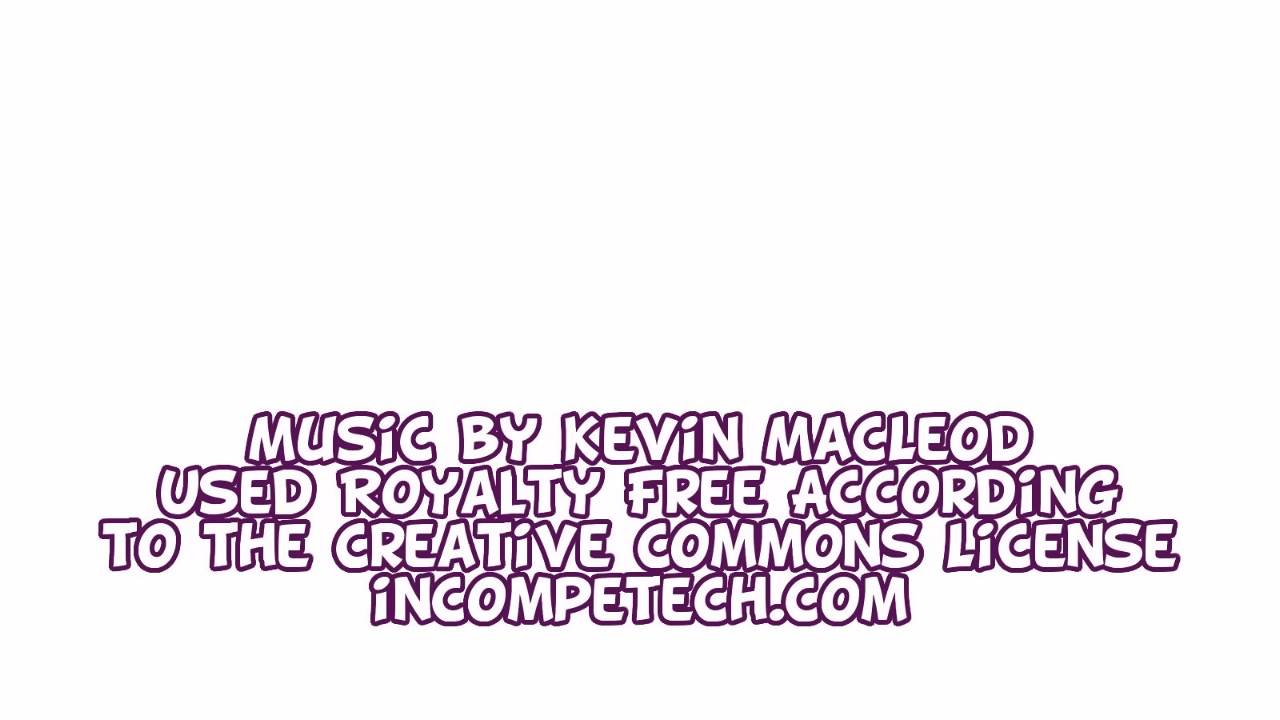 MUSiC BY KEViN MACLEOD
USED ROYALTY FREE ACCORDiNG
TO THE CREATiVE COMMONS LiCENSE
iNCOMPETECH.COM